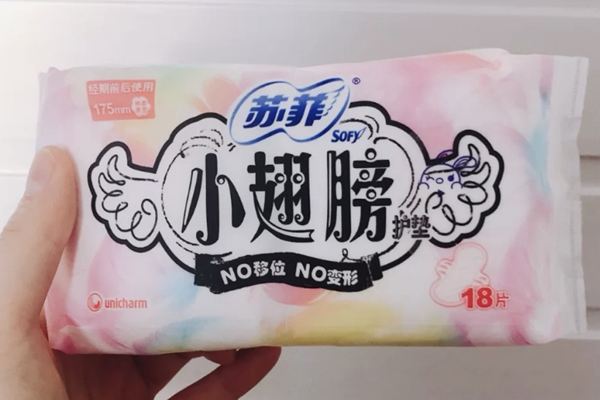 经期前后使用
175mm
苏菲®
SOFY
小翅膀
护垫
NO移位 NO变形
unicharm
18片